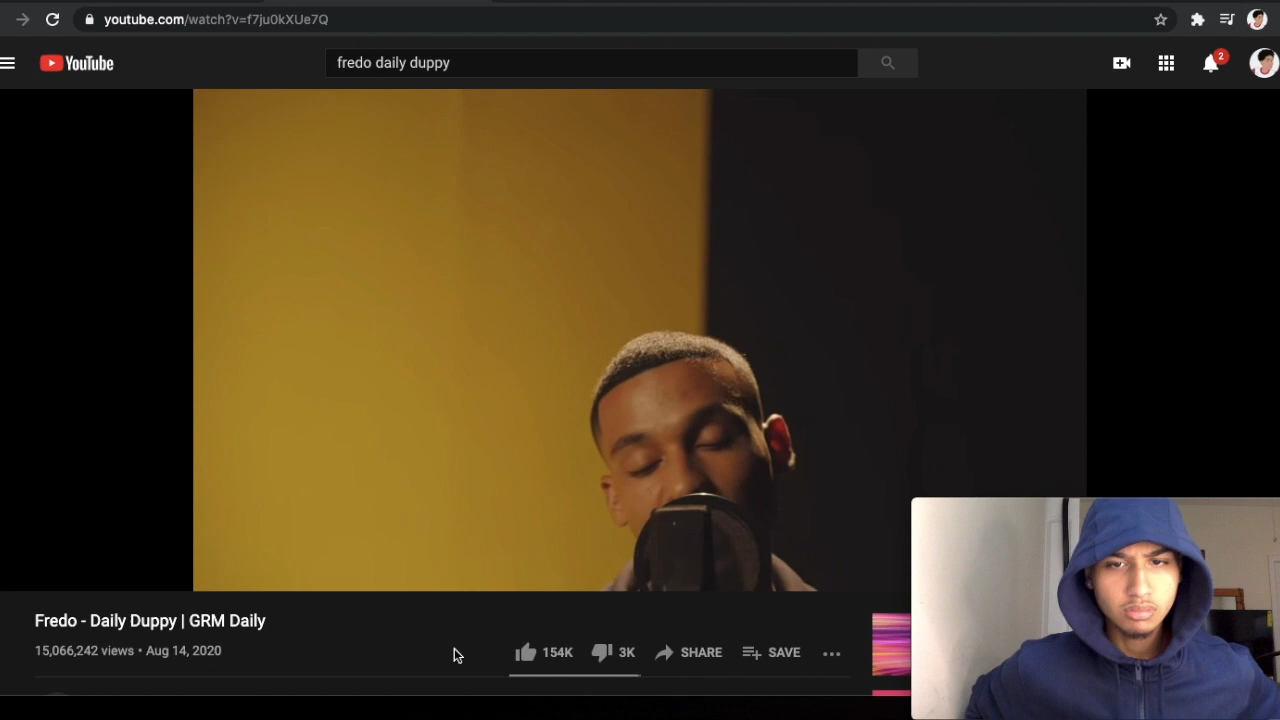 youtube.com/watch?v=f7ju0kXUe7Q
YouTube
fredo daily duppy
2
Fredo - Daily Duppy | GRM Daily
15,066,242 views • Aug 14, 2020
154K
3K
SHARE
SAVE